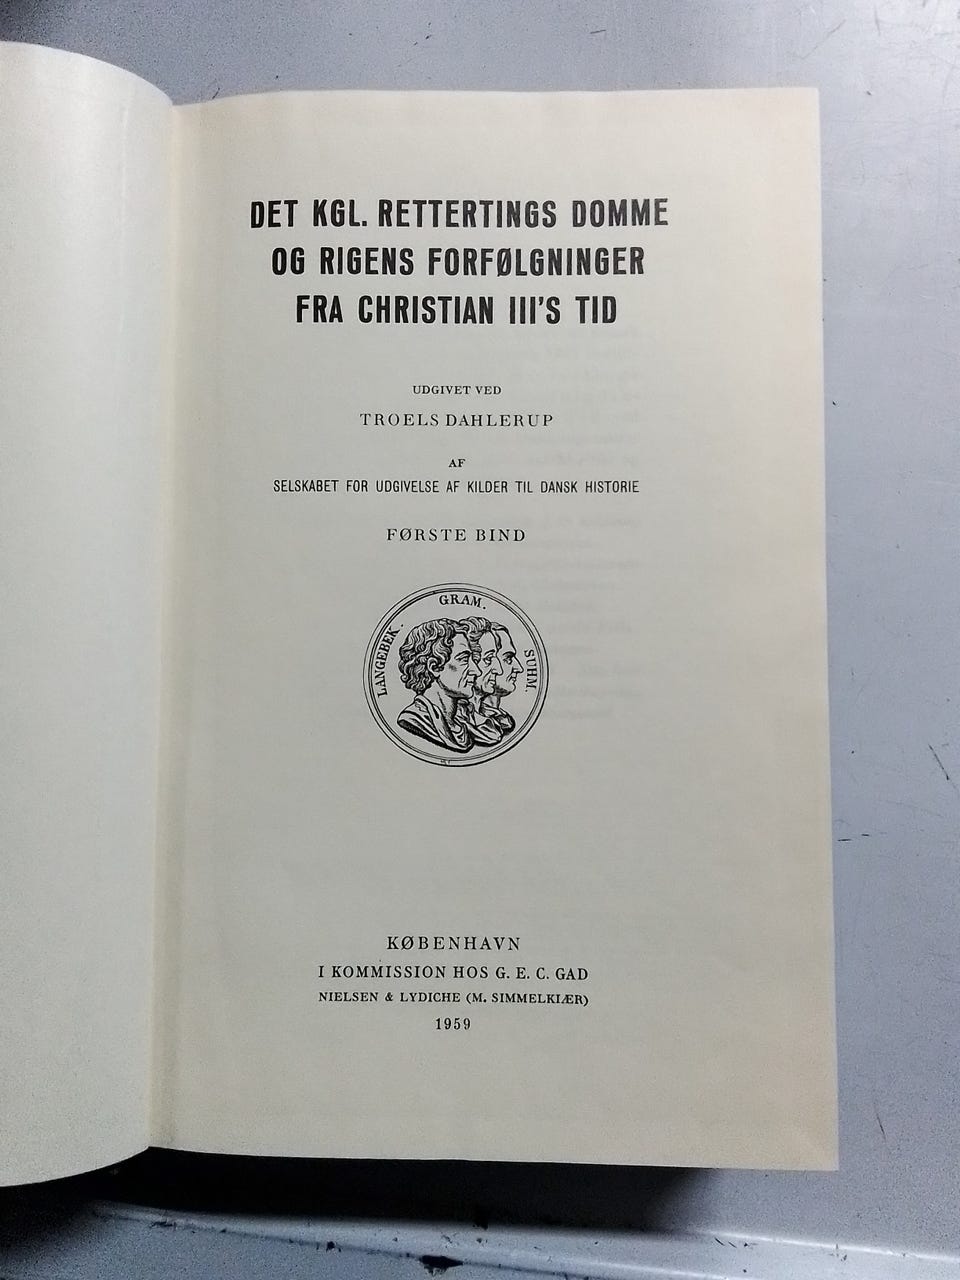 DET KGL. RETTERTINGS DOMME
OG RIGENS FORFØLGNINGER
FRA CHRISTIAN III'S TID
UDGIVET VED
TROELS DAHLERUP
AF
SELSKABET FOR UDGIVELSE AF KILDER TIL DANSK HISTORIE
FØRSTE BIND
LANGEBEK. GRAM. SUHM.
KØBENHAVN
I KOMMISSION HOS G. E. C. GAD
NIELSEN & LYDICHE (M. SIMMELKIÆR)
1959